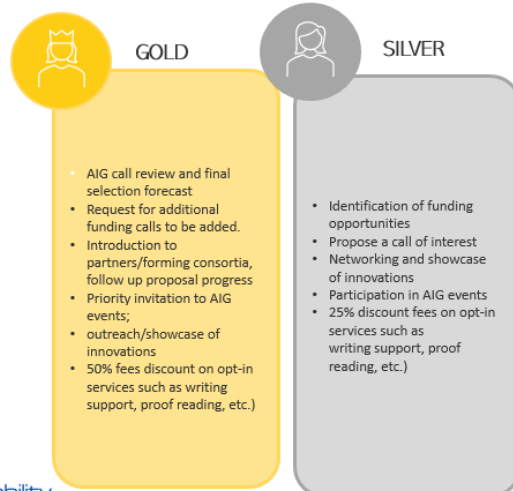 GOLD
AIG call review and final
selection forecast
• Request for additional
funding calls to be added.
• Introduction to
partners/forming consortia,
follow up proposal progress
• Priority invitation to AIG
events;
• outreach/showcase of
innovations
• 50% fees discount on opt-in
services such as writing
support, proof reading, etc.)
SILVER
• Identification of funding
opportunities
• Propose a call of interest
• Networking and showcase
of innovations
• Participation in AIG events
• 25% discount fees on opt-in
services such as
writing support, proof
reading, etc.)